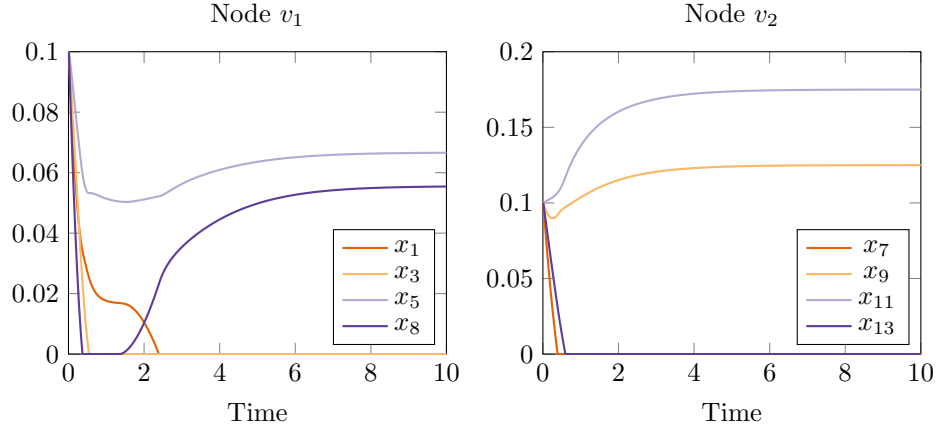 Node v₁
0.1
0.08
0.06
0.04
0.02
0
0 2 4 6 8 10
Time
x₁
x₃
x₅
x₈
Node v₂
0.2
0.15
0.1
0.05
0
0 2 4 6 8 10
Time
x₇
x₉
x₁₁
x₁₃